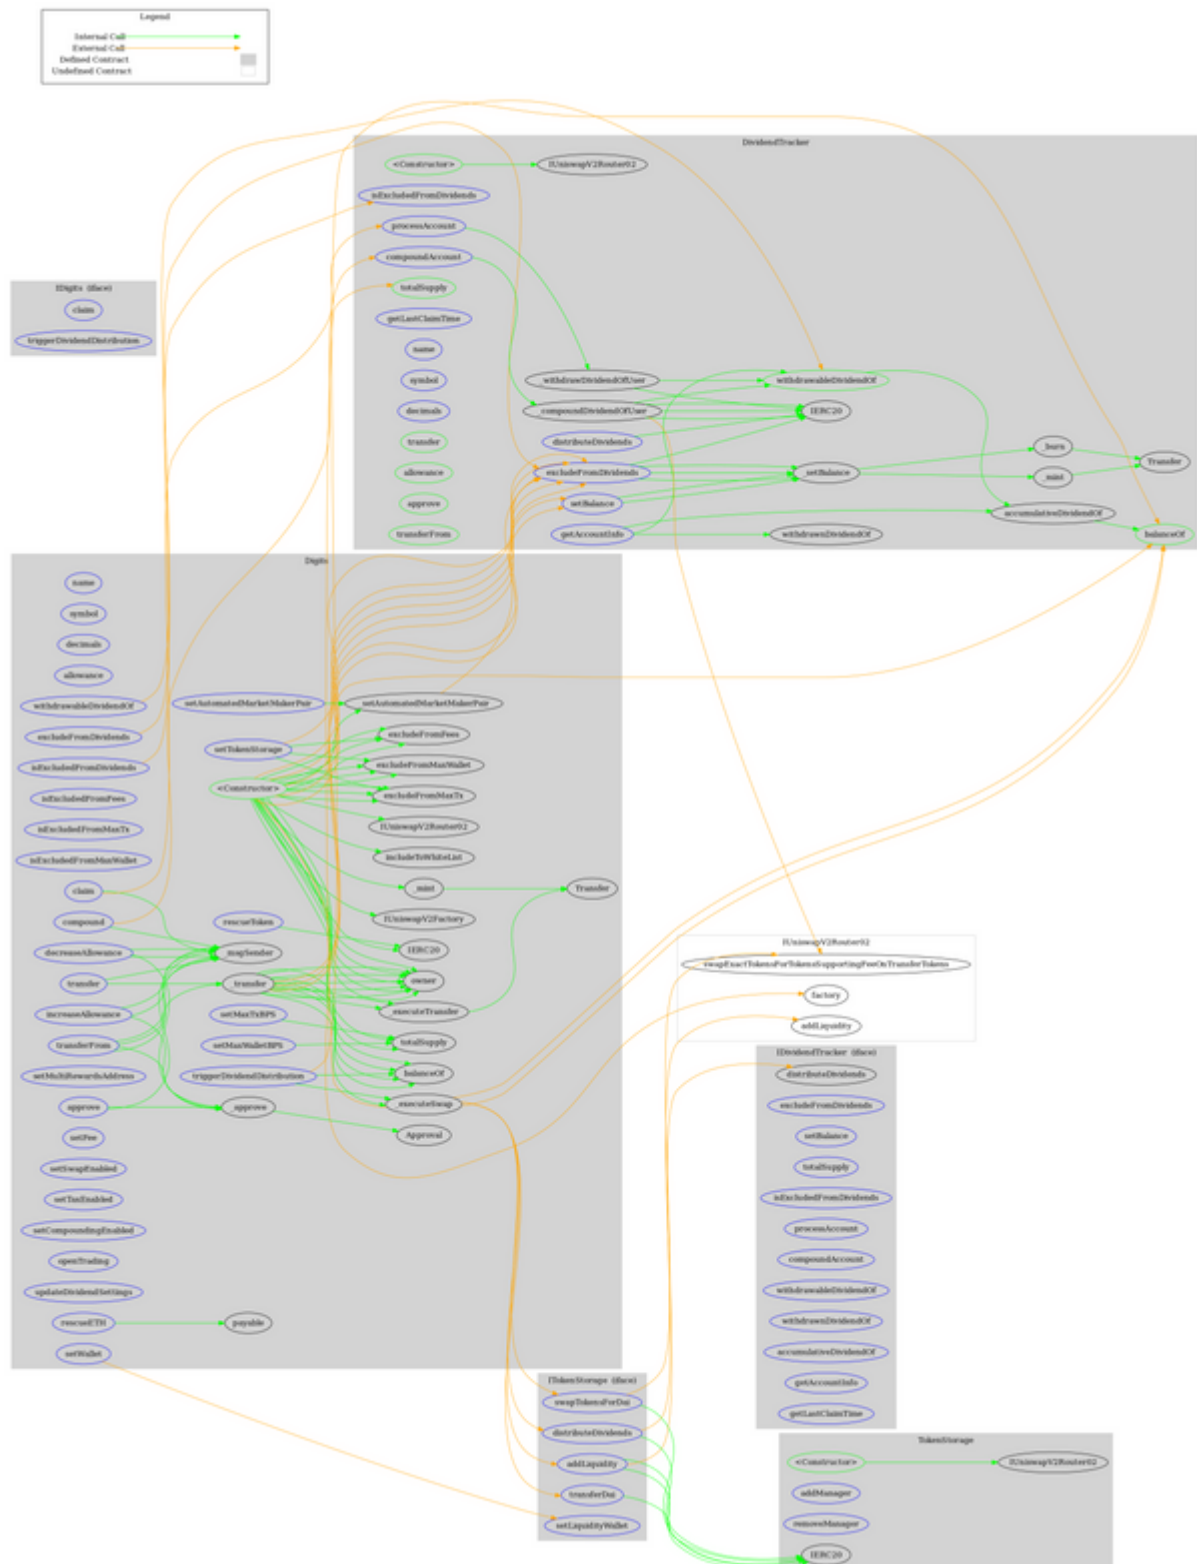 Legend
Internal Call
External Call
Defined Contract
Undefined Contract
DividendTracker
<Constructor>
IUniswapV2Router02
isExcludedFromDividends
processAccount
compoundAccount
totalSupply
getLastClaimTime
name
symbol
decimals
transfer
allowance
approve
transferFrom
_withdrawDividendOfUser
_compoundDividendOfUser
distributeDividends
excludeFromDividends
setBalance
getAccountInfo
withdrawableDividendOf
IERC20
_setBalance
withdrawnDividendOf
_burn
_mint
accumulativeDividendOf
Transfer
balanceOf
IDigits (iface)
claim
triggerDividendDistribution
Digits
name
symbol
decimals
allowance
withdrawableDividendOf
excludeFromDividends
isExcludedFromDividends
isExcludedFromFees
isExcludedFromMaxTx
isExcludedFromMaxWallet
claim
compound
decreaseAllowance
transfer
increaseAllowance
transferFrom
setMultiRewardsAddress
approve
setFee
setSwapEnabled
setTaxEnabled
setCompoundingEnabled
openTrading
updateDividendSettings
rescueETH
setWallet
setAutomatedMarketMakerPair
setTokenStorage
<Constructor>
rescueToken
_msgSender
_transfer
setMaxTxBPS
setMaxWalletBPS
triggerDividendDistribution
_approve
payable
_setAutomatedMarketMakerPair
excludeFromFees
excludeFromMaxWallet
excludeFromMaxTx
IUniswapV2Router02
includeToWhiteList
_mint
IUniswapV2Factory
IERC20
owner
_executeTransfer
totalSupply
balanceOf
_executeSwap
Approval
Transfer
IUniswapV2Router02
swapExactTokensForTokensSupportingFeeOnTransferTokens
factory
addLiquidity
IDividendTracker (iface)
distributeDividends
excludeFromDividends
setBalance
totalSupply
isExcludedFromDividends
processAccount
compoundAccount
withdrawableDividendOf
withdrawnDividendOf
accumulativeDividendOf
getAccountInfo
getLastClaimTime
ITokenStorage (iface)
swapTokensForDai
distributeDividends
addLiquidity
transferDai
setLiquidityWallet
TokenStorage
<Constructor>
IUniswapV2Router02
addManager
removeManager
IERC20